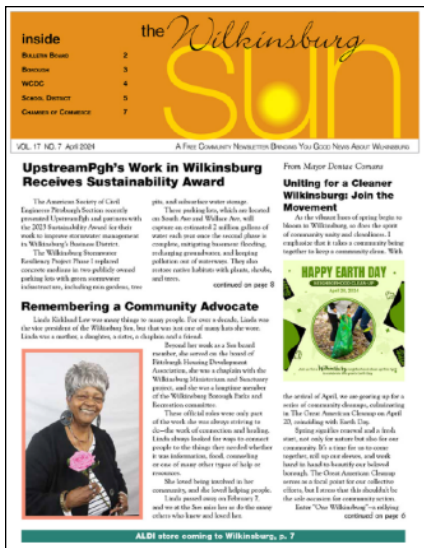 inside
BULLETIN BOARD 2
BOROUGH 3
WCDC 4
SCHOOL DISTRICT 5
CHAMBER OF COMMERCE 7
the Wilkinsburg
sun
VOL. 17 NO. 7 April 2024
A FREE COMMUNITY NEWSLETTER BRINGING YOU GOOD NEWS ABOUT WILKINSBURG
UpstreamPgh's Work in Wilkinsburg
Receives Sustainability Award
The American Society of Civil
Engineers Pittsburgh Section recently
presented UpstreamPgh and partners with
the 2023 Sustainability Award for their
work to improve stormwater management
in Wilkinsburg's Business District.
The Wilkinsburg Stormwater
Resiliency Project Phase I replaced
concrete medians in two publicly owned
parking lots with green stormwater
infrastructure, including rain gardens, tree
pits, and subsurface water storage.
These parking lots, which are located
on South Ave and Wallace Ave, will
capture an estimated 2 million gallons of
water each year once the second phase is
complete, mitigating basement flooding,
recharging groundwater, and keeping
pollution out of waterways. They also
restore native habitats with plants, shrubs,
and trees.
continued on page 8
Remembering a Community Advocate
Linda Kirkland Low was many things to many people. For over a decade, Linda was
the vice president of the Wilkinsburg Sun, but that was just one of many hats she wore.
Linda was a mother, a daughter, a sister, a chaplain and a friend.
Beyond her work as a Sun board
member, she served on the board of
Pittsburgh Housing Development
Association, she was a chaplain with the
Wilkinsburg Ministerium and Sanctuary
project, and she was a longtime member
of the Wilkinsburg Borough Parks and
Recreation committee.
These official roles were only part
of the work she was always striving to
do—the work of connection and healing.
Linda always looked for ways to connect
people to the things they needed whether
it was information, food, counseling
or one of many other types of help or
resources.
She loved being involved in her
community, and she loved helping people.
Linda passed away on February 7,
and we at the Sun miss her as do the many
others who knew and loved her.
From Mayor Dontae Comans
Uniting for a Cleaner
Wilkinsburg: Join the
Movement
As the vibrant hues of spring begin to
bloom in Wilkinsburg, so does the spirit
of community unity and cleanliness. I
emphasize that it takes a community being
together to keep a community clean. With
HAPPY EARTH DAY
April 20, 2024
the arrival of April, we are gearing up for a
series of community cleanups, culminating
in The Great American Cleanup on April
20, coinciding with Earth Day.
Spring signifies renewal and a fresh
start, not only for nature but also for our
community. It's a time for us to come
together, roll up our sleeves, and work
hand in hand to beautify our beloved
borough. The Great American Cleanup
serves as a focal point for our collective
efforts, but I stress that this shouldn't be
the sole occasion for community action.
Enter "One Wilkinsburg"—a rallying
continued on page 6
ALDI store coming to Wilkinsburg, p. 7